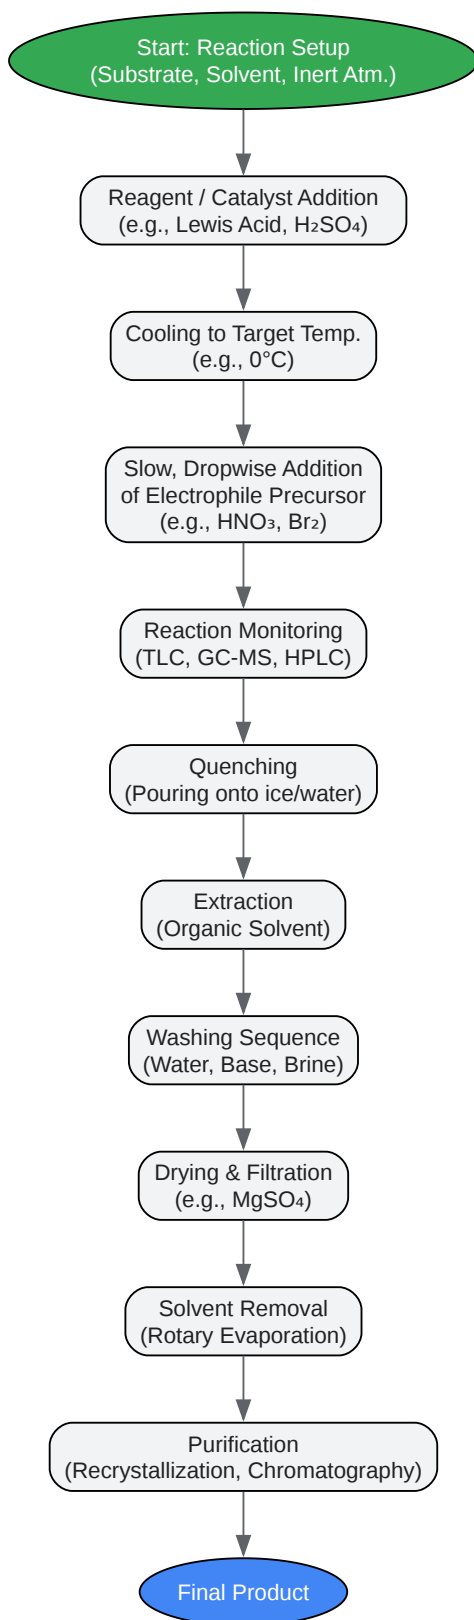 Start: Reaction Setup
(Substrate, Solvent, Inert Atm.)
Reagent / Catalyst Addition
(e.g., Lewis Acid, H₂SO₄)
Cooling to Target Temp.
(e.g., 0°C)
Slow, Dropwise Addition
of Electrophile Precursor
(e.g., HNO₃, Br₂)
Reaction Monitoring
(TLC, GC-MS, HPLC)
Quenching
(Pouring onto ice/water)
Extraction
(Organic Solvent)
Washing Sequence
(Water, Base, Brine)
Drying & Filtration
(e.g., MgSO₄)
Solvent Removal
(Rotary Evaporation)
Purification
(Recrystallization, Chromatography)
Final Product